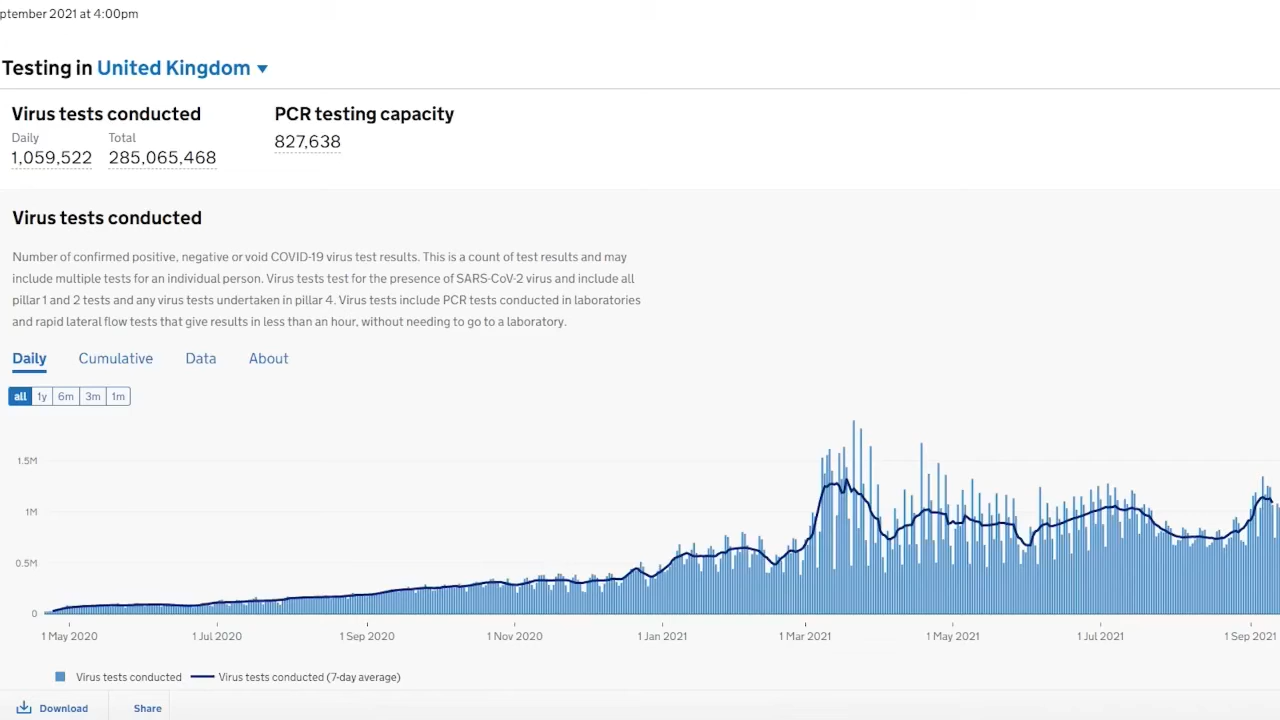 ptember 2021 at 4:00pm
Testing in United Kingdom
Virus tests conducted
PCR testing capacity
Daily
Total
827,638
1,059,522
285,065,468
Virus tests conducted
Number of confirmed positive, negative or void COVID-19 virus test results. This is a count of test results and may
include multiple tests for an individual person. Virus tests test for the presence of SARS-CoV-2 virus and include all
pillar 1 and 2 tests and any virus tests undertaken in pillar 4. Virus tests include PCR tests conducted in laboratories
and rapid lateral flow tests that give results in less than an hour, without needing to go to a laboratory.
Daily Cumulative Data About
all 1y 6m 3m 1m
1.5M
1M
0.5M
0
1 May 2020 1 Jul 2020 1 Sep 2020 1 Nov 2020 1 Jan 2021 1 Mar 2021 1 May 2021 1 Jul 2021 1 Sep 2021
Virus tests conducted Virus tests conducted (7-day average)
Download Share